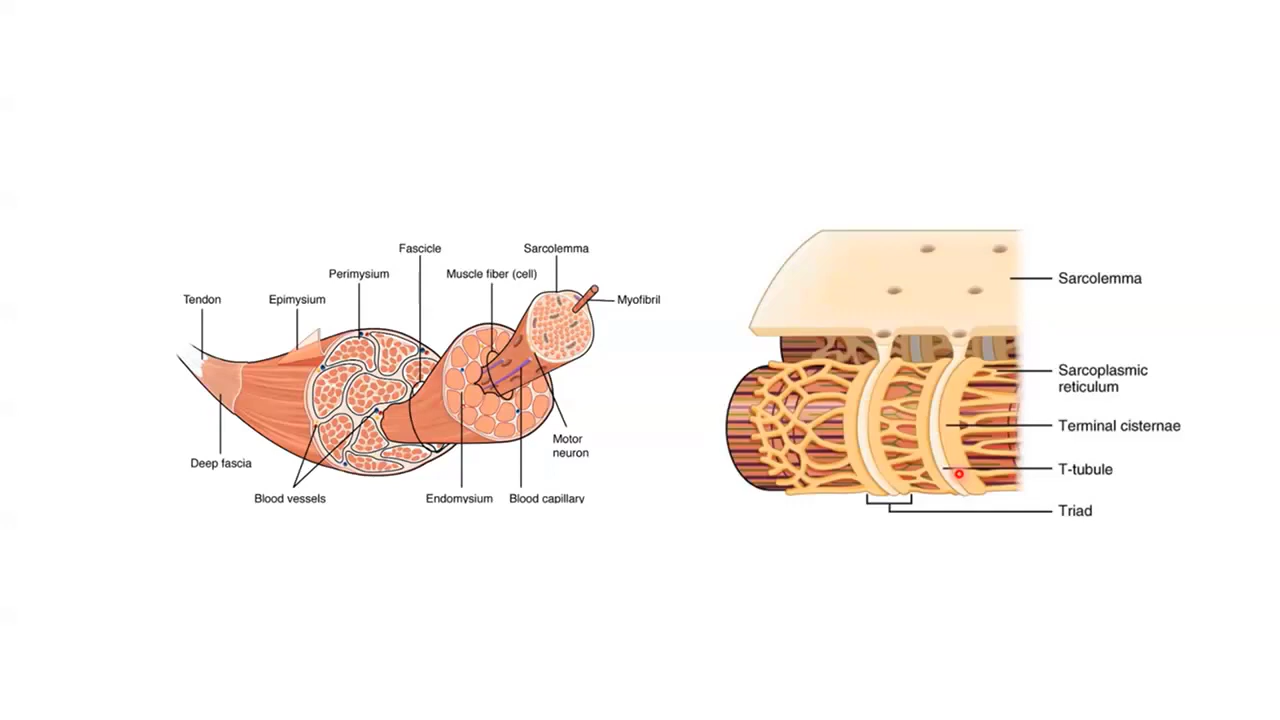 Fascicle
Sarcolemma
Perimysium
Muscle fiber (cell)
Tendon
Epimysium
Myofibril
Deep fascia
Motor
neuron
Blood vessels
Endomysium
Blood capillary
Sarcolemma
Sarcoplasmic
reticulum
Terminal cisternae
T-tubule
Triad